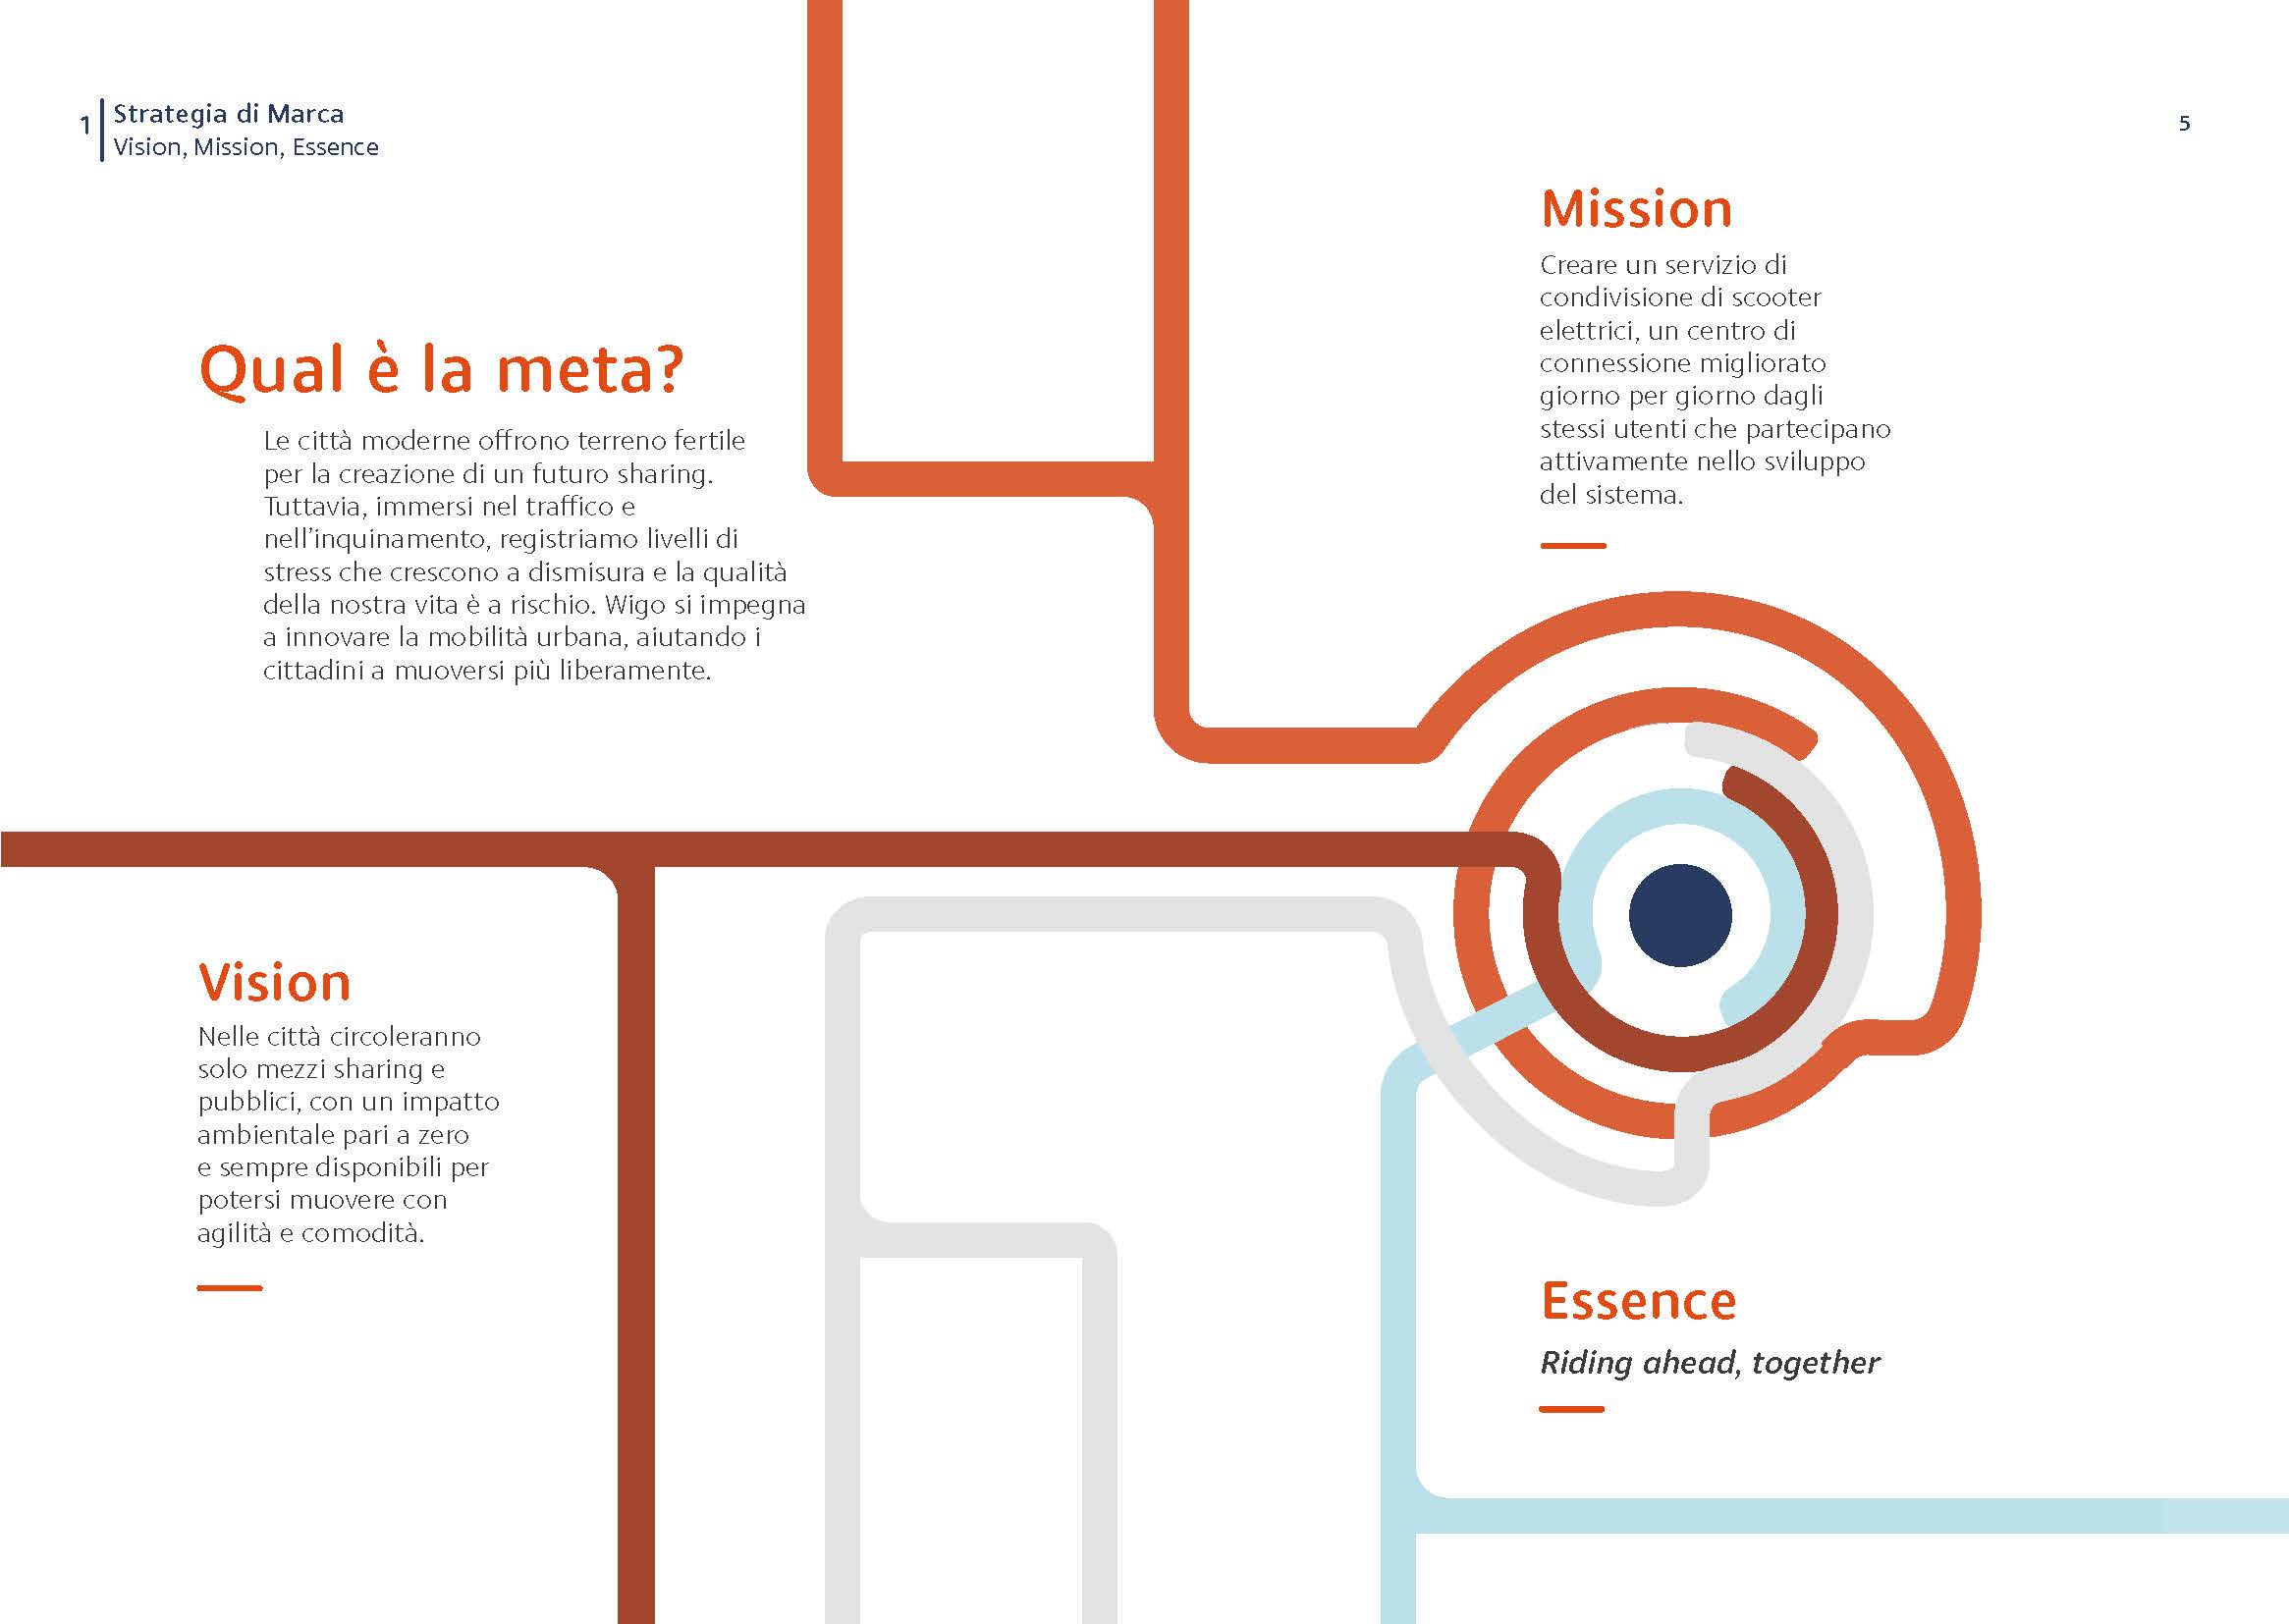 1
Strategia di Marca
Vision, Mission, Essence
5
Qual è la meta?
Le città moderne offrono terreno fertile
per la creazione di un futuro sharing.
Tuttavia, immersi nel traffico e
nell’inquinamento, registriamo livelli di
stress che crescono a dismisura e la qualità
della nostra vita è a rischio. Wigo si impegna
a innovare la mobilità urbana, aiutando i
cittadini a muoversi più liberamente.
Vision
Nelle città circoleranno
solo mezzi sharing e
pubblici, con un impatto
ambientale pari a zero
e sempre disponibili per
potersi muovere con
agilità e comodità.
Mission
Creare un servizio di
condivisione di scooter
elettrici, un centro di
connessione migliorato
giorno per giorno dagli
stessi utenti che partecipano
attivamente nello sviluppo
del sistema.
Essence
Riding ahead, together